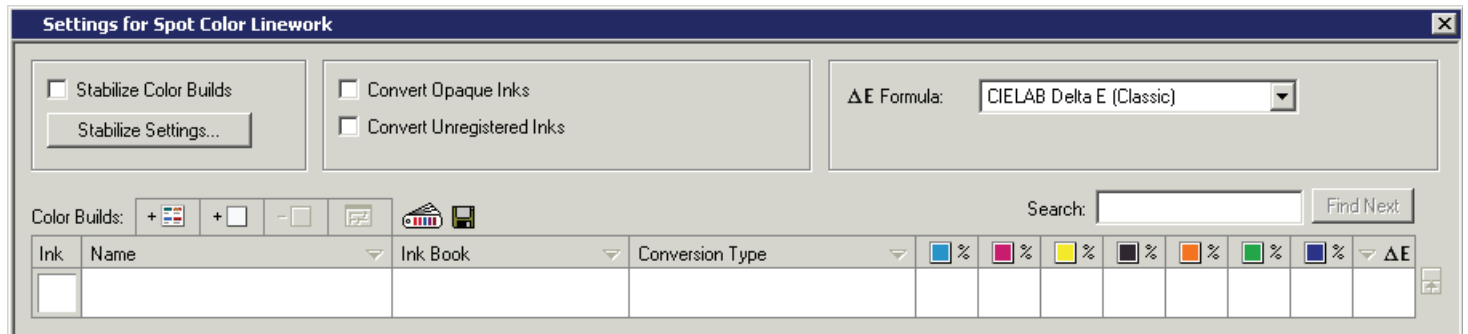 Settings for Spot Color Linework
Stabilize Color Builds
Stabilize Settings...
Convert Opaque Inks
Convert Unregistered Inks
ΔE Formula: CIELAB Delta E (Classic)
Color Builds: + + -
Search: Find Next
Ink Name Ink Book Conversion Type % % % % % % % ΔE